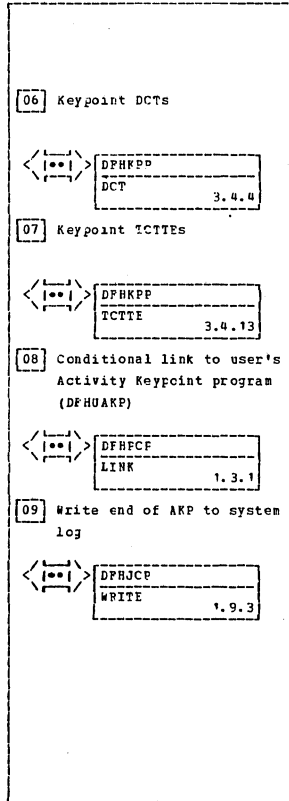 06 Keypoint DCTs
DFHKPP
DCT
3.4.4
07 Keypoint TCTTEs
DFHKPP
TCTTE
3.4.13
08 Conditional link to user's
Activity Keypoint program
(DFHUAKP)
DFHPCP
LINK
1.3.1
09 Write end of AKP to system
log
DFHJCP
WRITE
1.9.3